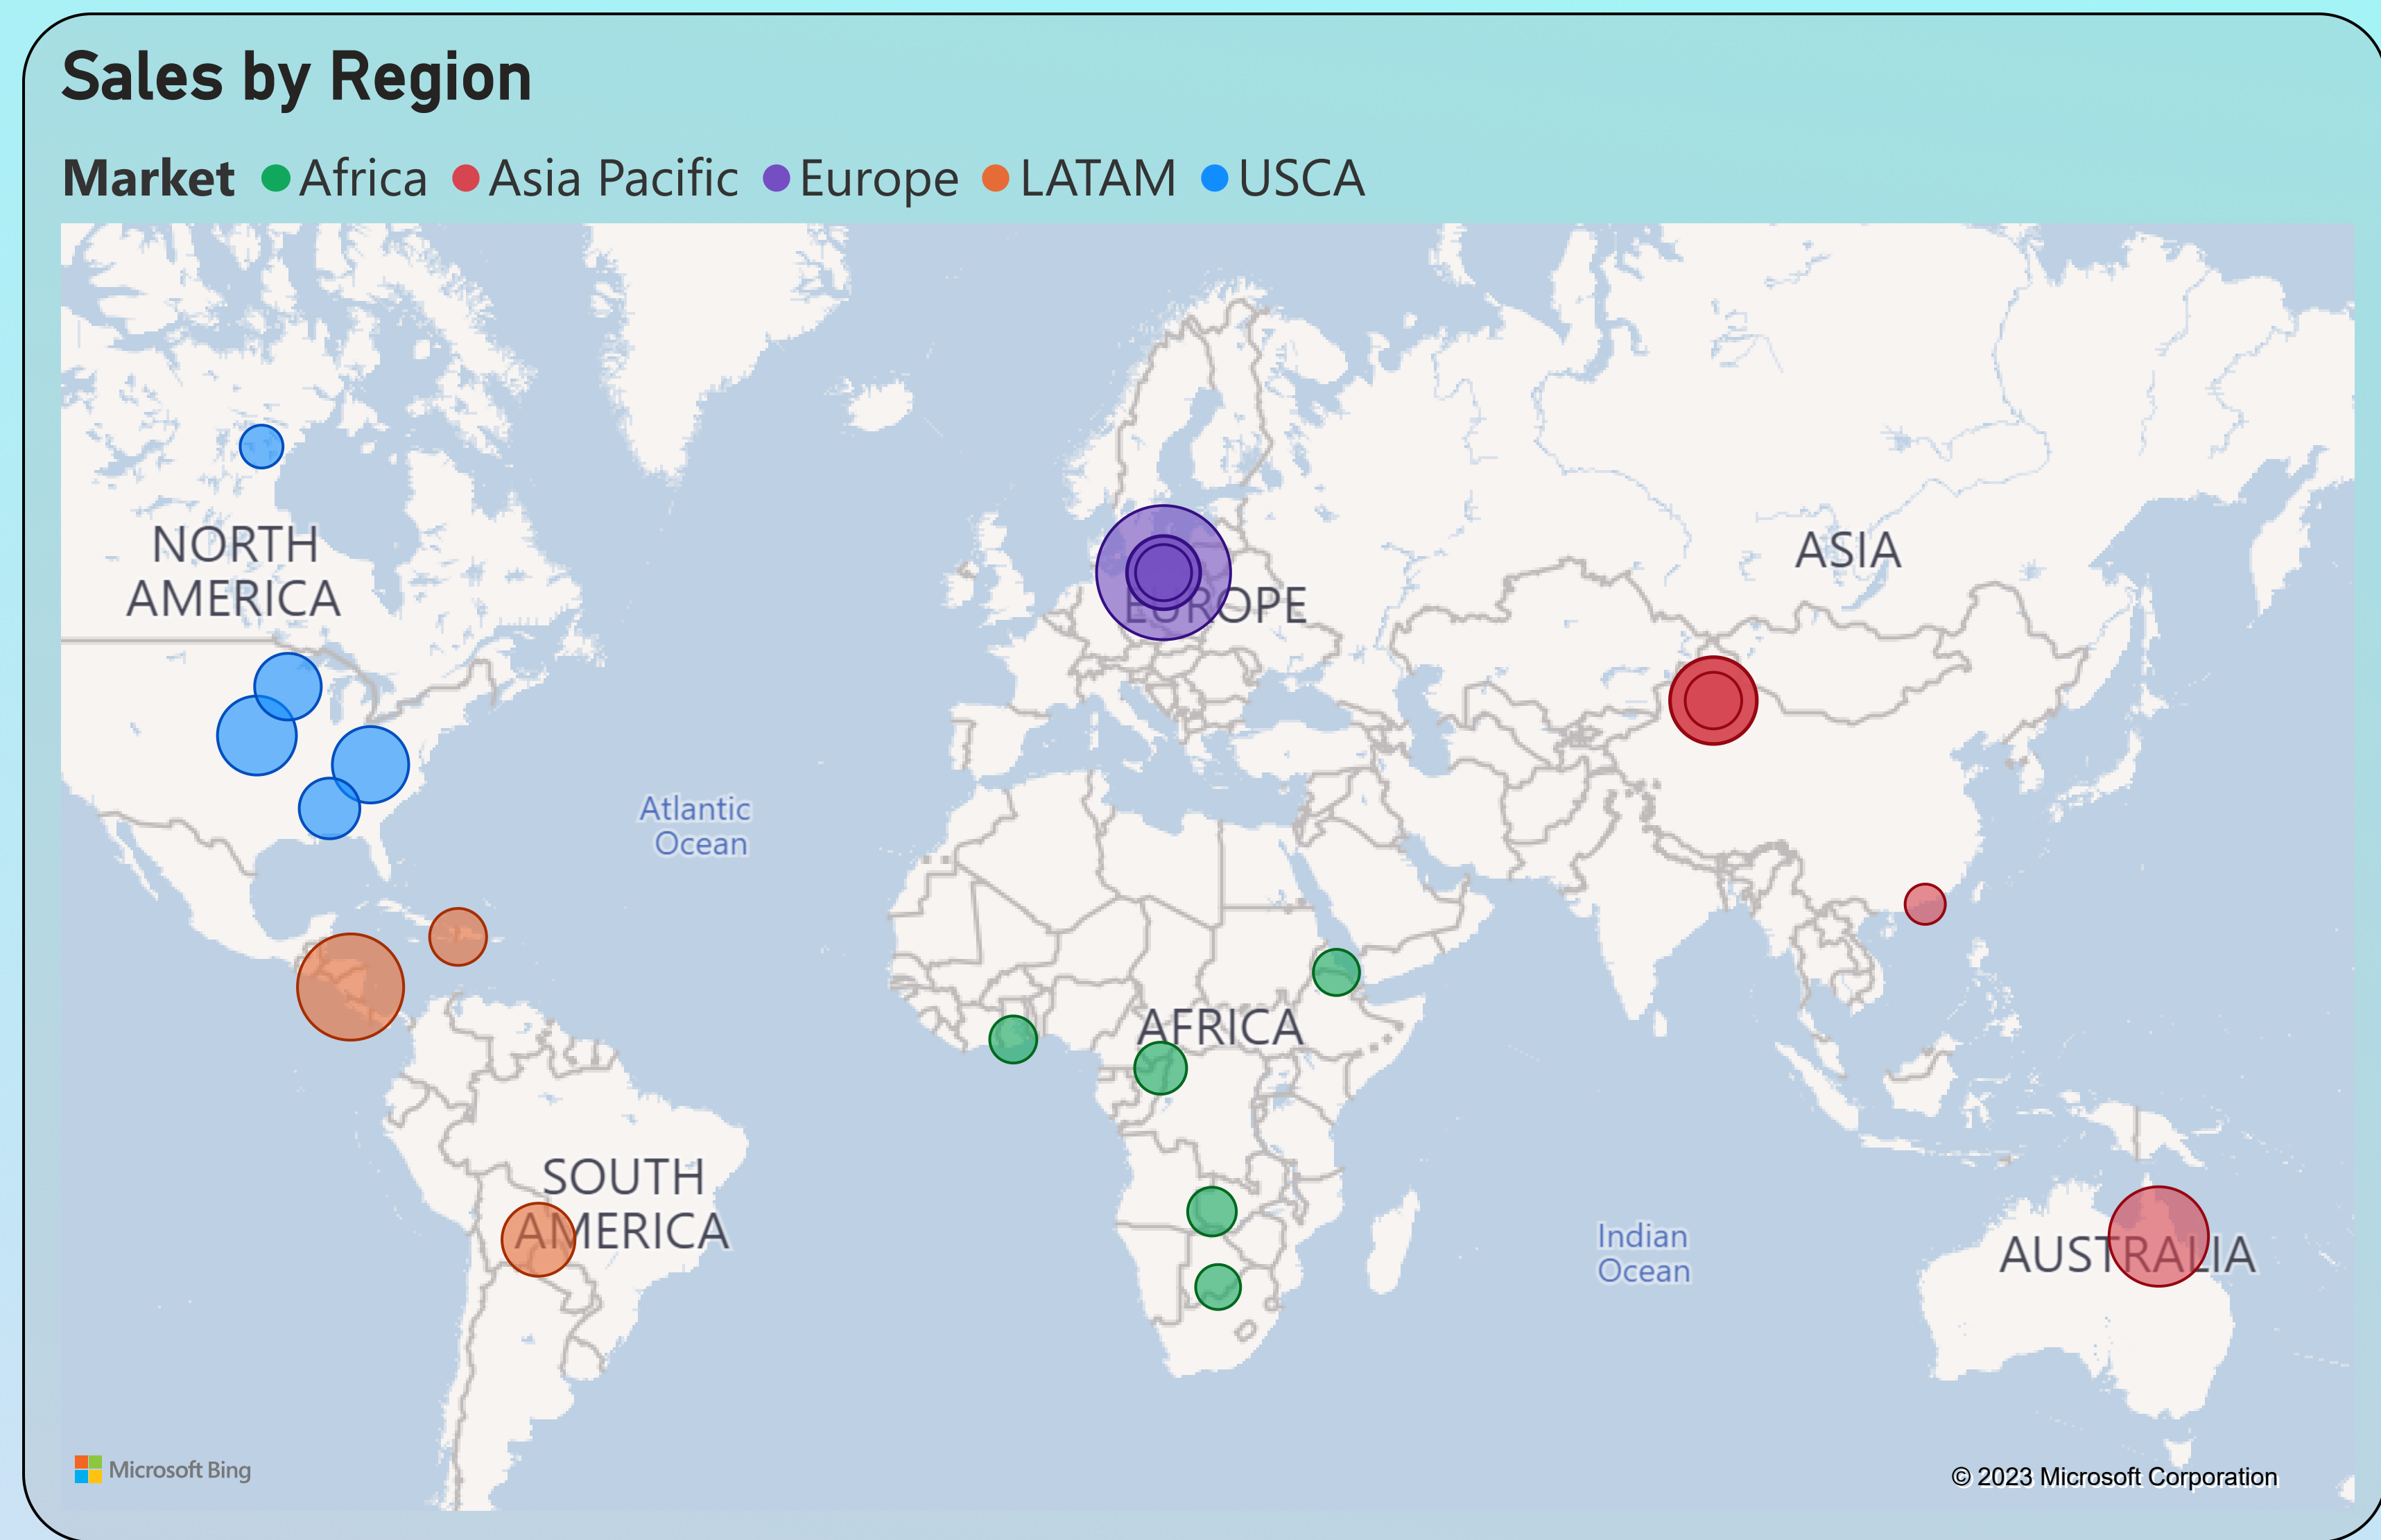 Sales by Region
Market Africa Asia Pacific Europe LATAM USCA
NORTH
AMERICA
EUROPE
ASIA
Atlantic
Ocean
AFRICA
SOUTH
AMERICA
Indian
Ocean
AUSTRALIA
Microsoft Bing
© 2023 Microsoft Corporation